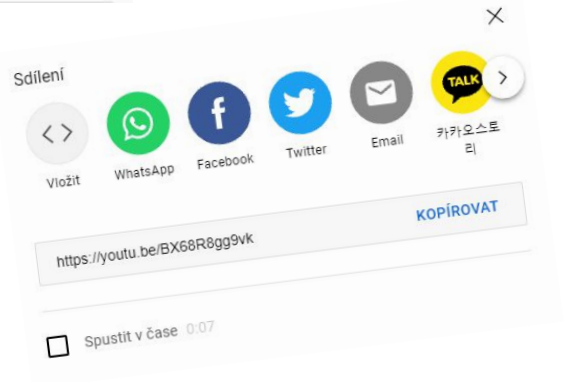 Sdílení
TALK
Vložit
WhatsApp
Facebook
Twitter
Email
카카오스토
리
https://youtu.be/BX68R8gg9vk
KOPÍROVAT
Spustit v čase 0:07